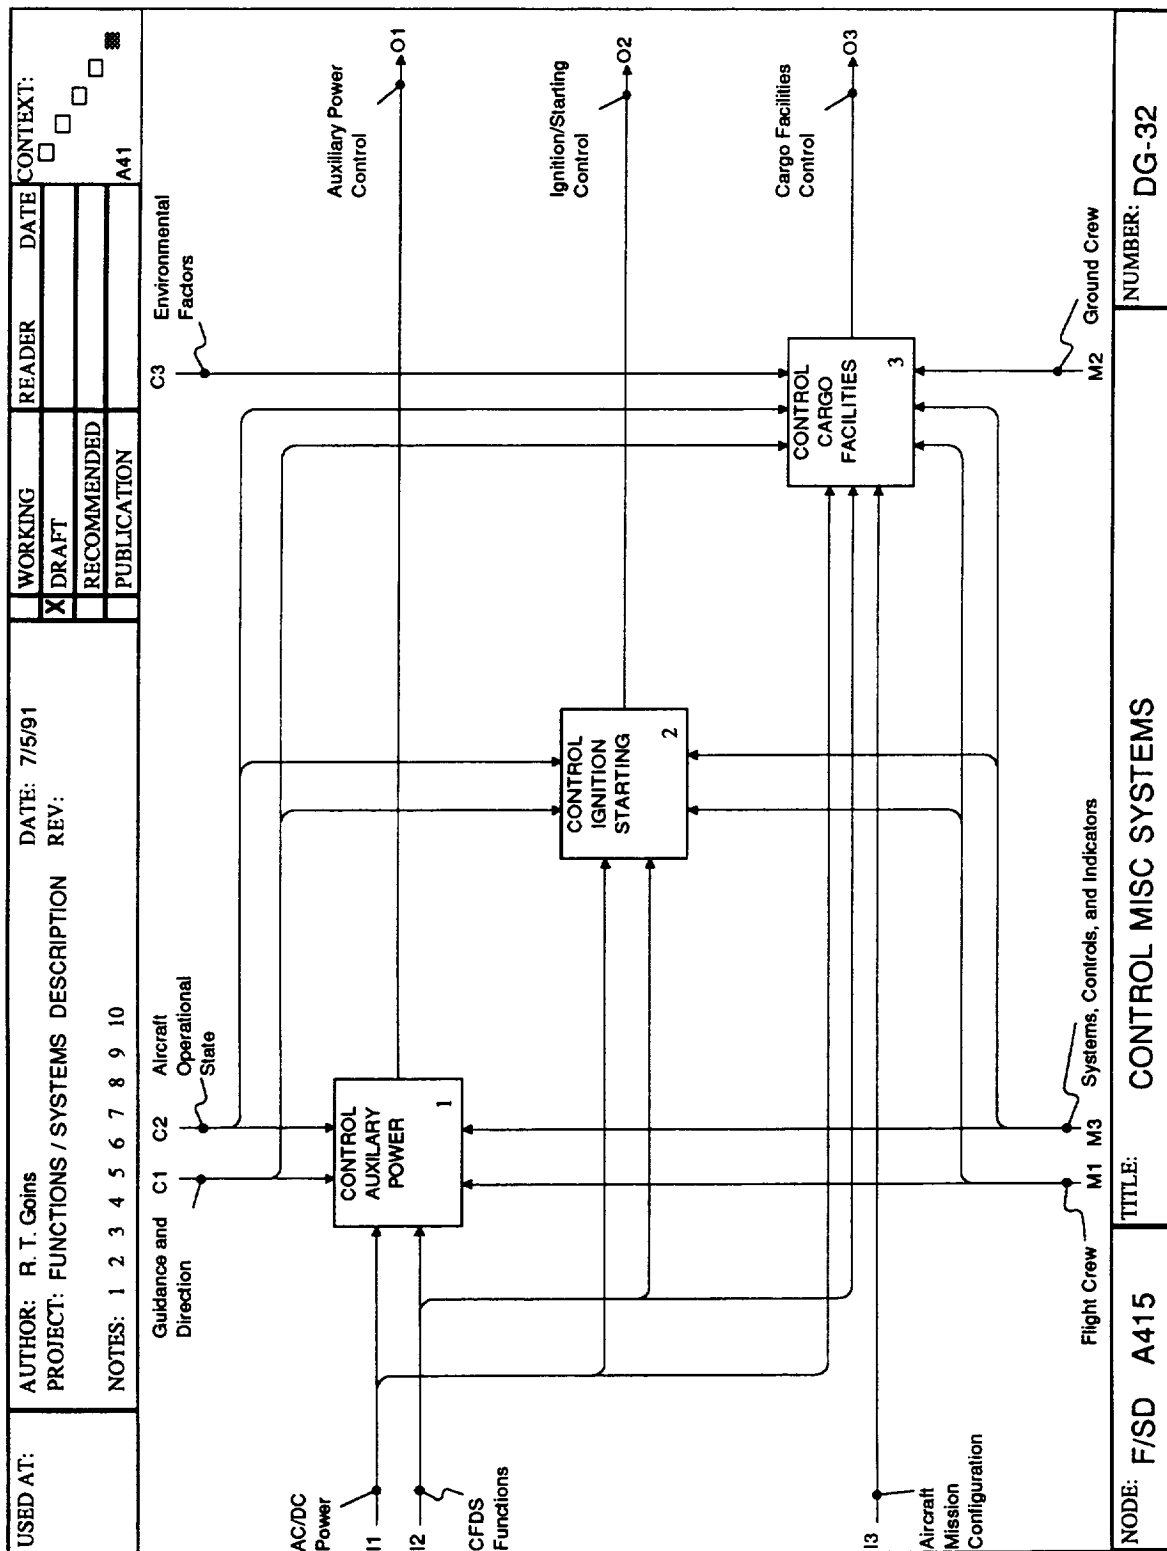 USED AT:
AUTHOR: R. T. Goins
DATE: 7/5/91
PROJECT: FUNCTIONS / SYSTEMS DESCRIPTION
REV:
NOTES: 1 2 3 4 5 6 7 8 9 10
WORKING
X DRAFT
RECOMMENDED
PUBLICATION
READER
DATE
CONTEXT:
A41
Guidance and
Direction
C1
C2
Aircraft
Operational
State
C3
Environmental
Factors
AC/DC
Power
I1
I2
CFDS
Functions
CONTROL
AUXILARY
POWER
1
Auxiliary Power
Control
O1
CONTROL
IGNITION
STARTING
2
Ignition/Starting
Control
O2
CONTROL
CARGO
FACILITIES
3
Cargo Facilities
Control
O3
I3
Aircraft
Mission
Configuration
Flight Crew
M1
M3
Systems, Controls, and Indicators
M2
Ground Crew
NODE: F/SD A415
TITLE: CONTROL MISC SYSTEMS
NUMBER: DG-32